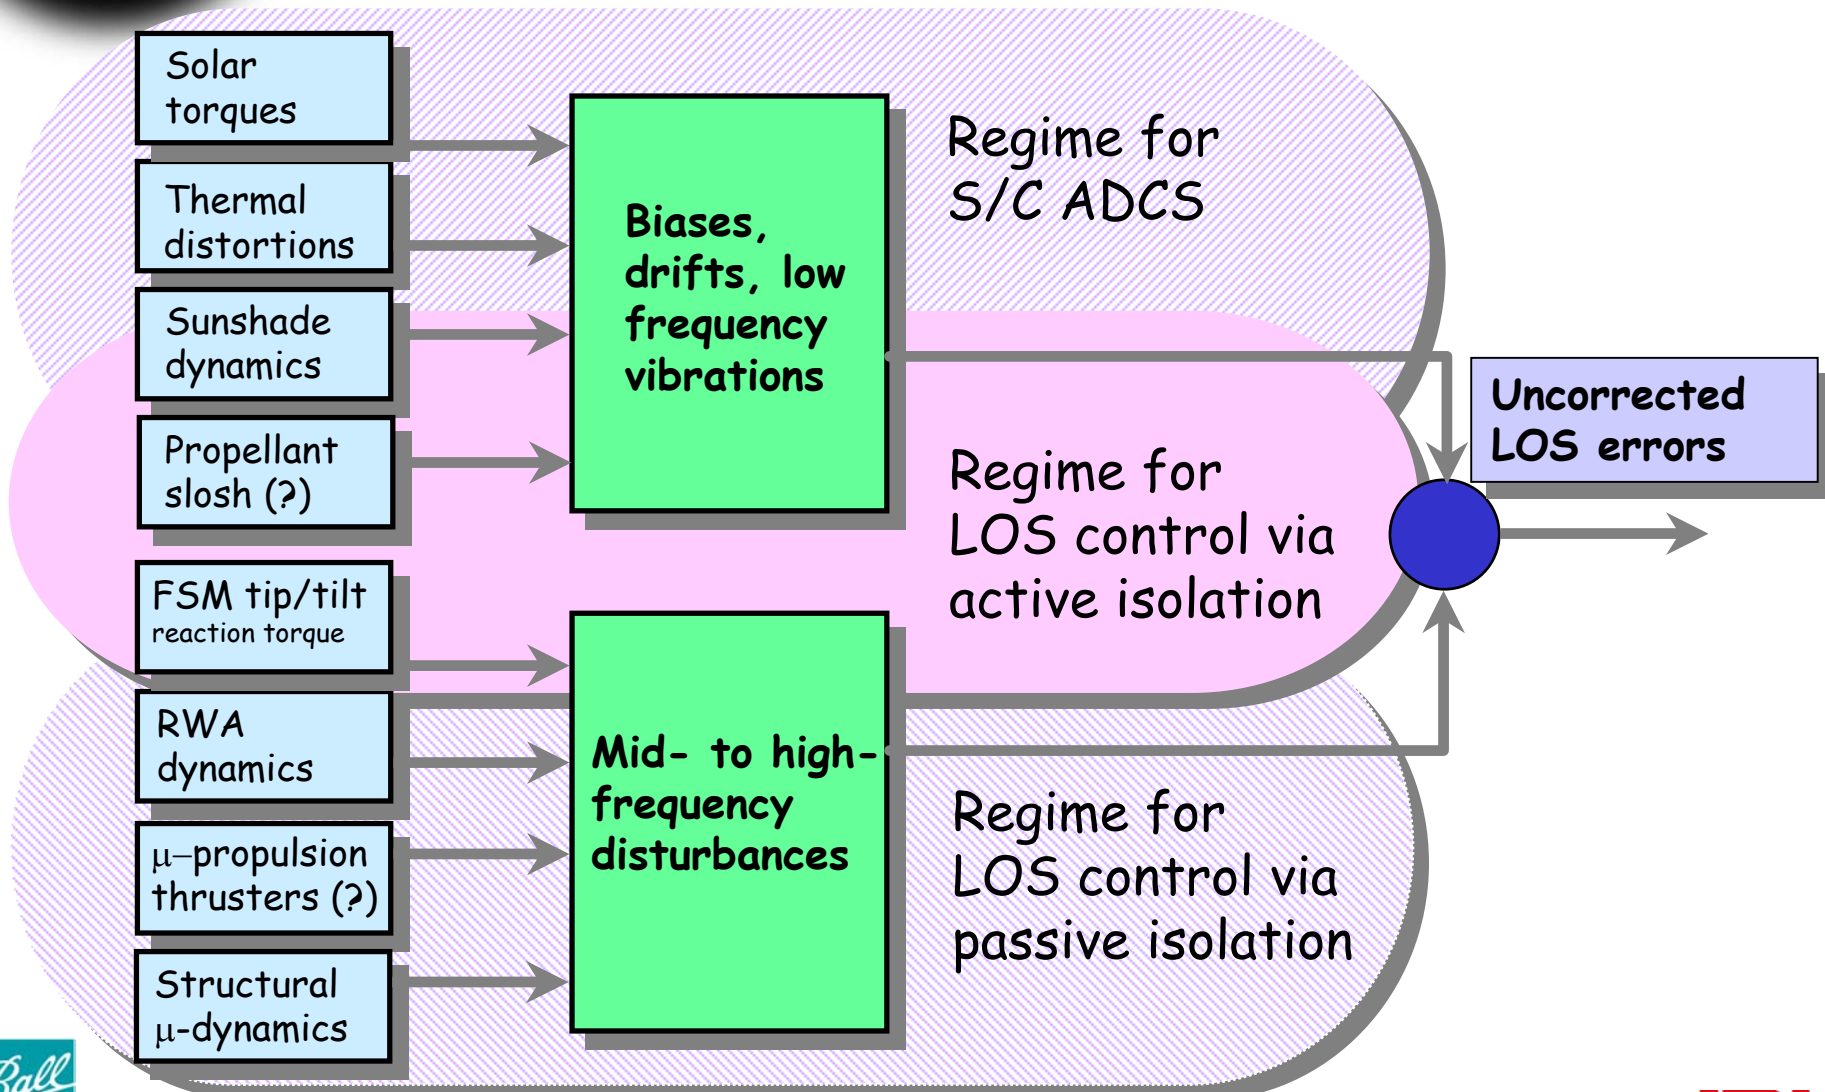 Solar
torques
Thermal
distortions
Sunshade
dynamics
Propellant
slosh (?)
FSM tip/tilt
reaction torque
RWA
dynamics
μ–propulsion
thrusters (?)
Structural
μ-dynamics
Biases,
drifts, low
frequency
vibrations
Mid- to high-
frequency
disturbances
Regime for
S/C ADCS
Regime for
LOS control via
active isolation
Regime for
LOS control via
passive isolation
Uncorrected
LOS errors
Ball